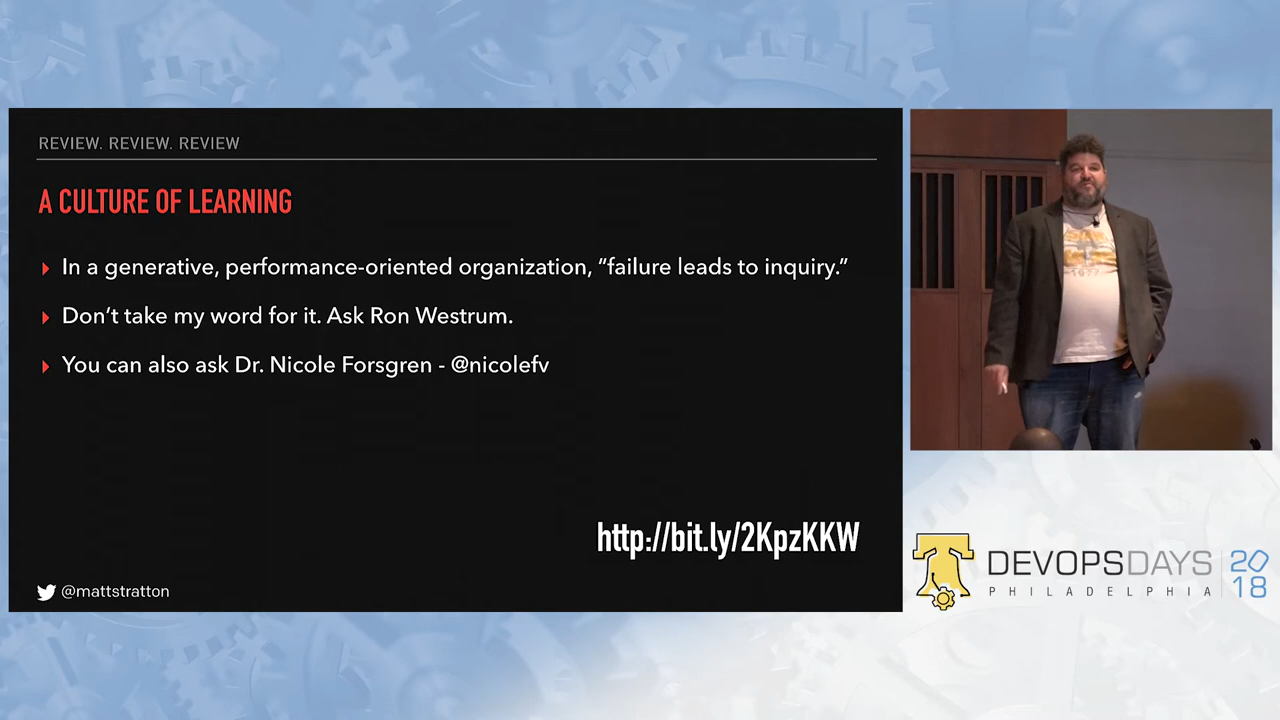 REVIEW. REVIEW. REVIEW
A CULTURE OF LEARNING
In a generative, performance-oriented organization, “failure leads to inquiry.”
Don’t take my word for it. Ask Ron Westrum.
You can also ask Dr. Nicole Forsgren - @nicolefv
http://bit.ly/2KpzKKW
@mattstratton
1977
DEVOPSDAYS
PHILADELPHIA
2018